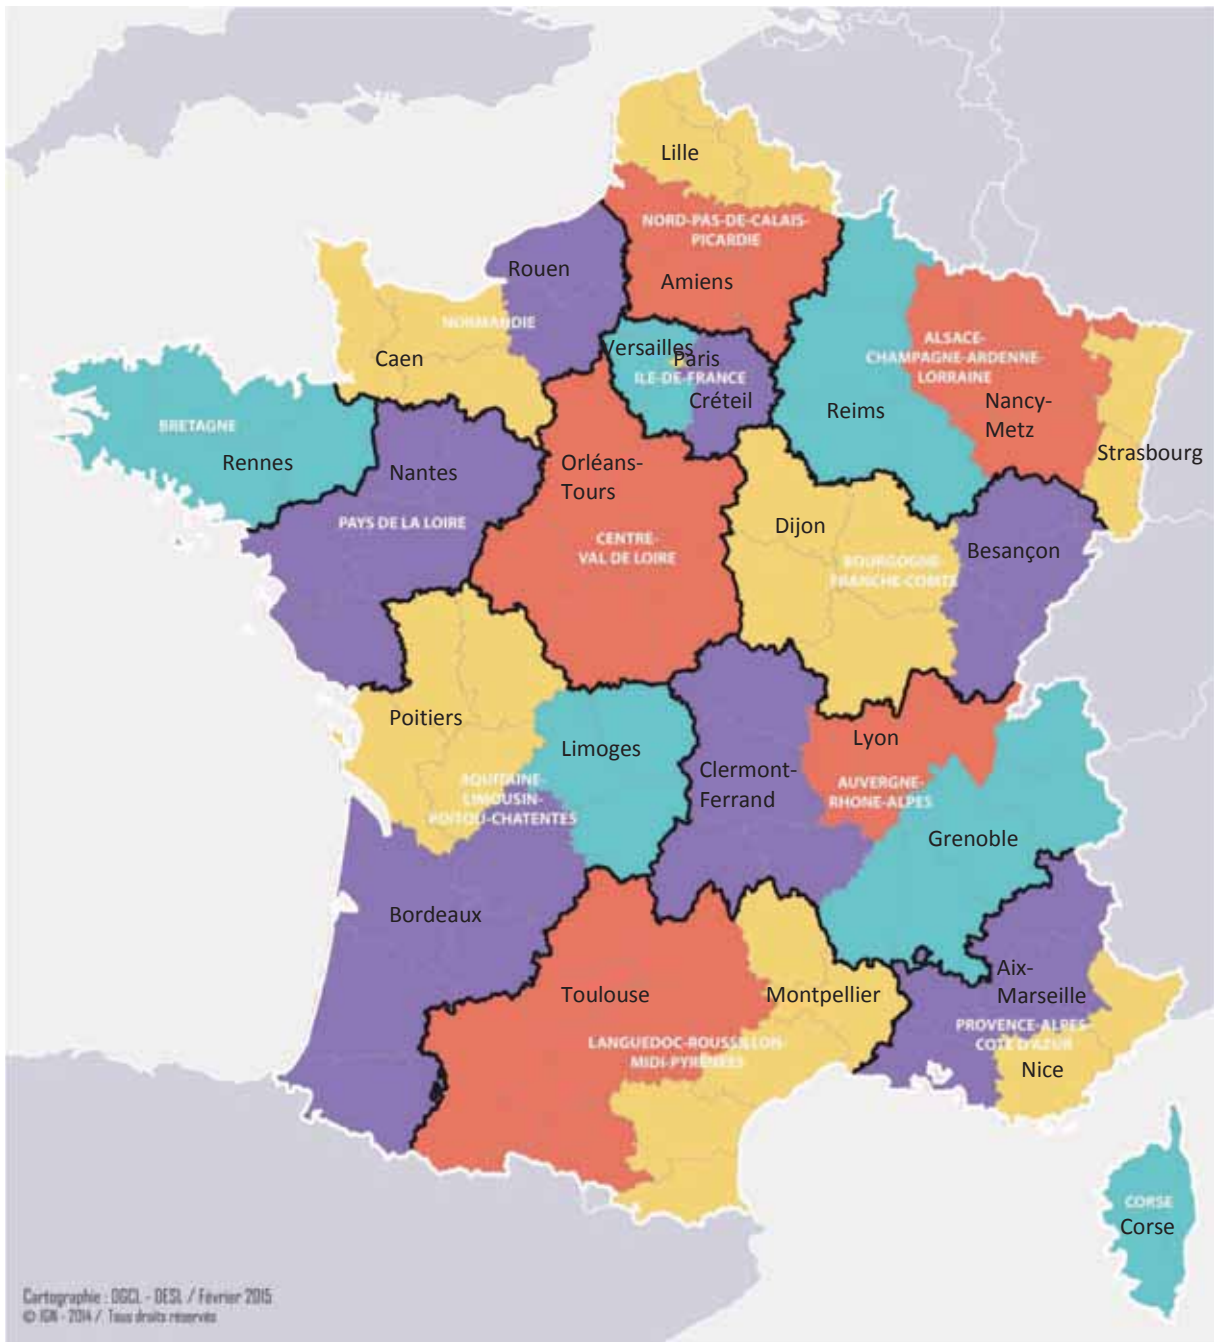 Lille
NORD-PAS-DE-CALAIS-
PICARDIE
Amiens
Rouen
NORMANDIE
Caen
Versailles
Paris
ILE-DE-FRANCE
Créteil
ALSACE-
CHAMPAGNE-ARDENNE-
LORRAINE
Reims
Nancy-
Metz
Strasbourg
BRETAGNE
Rennes
Nantes
PAYS DE LA LOIRE
Orléans-
Tours
CENTRE-
VAL DE LOIRE
Dijon
BOURGOGNE-
FRANCHE-COMTE
Besançon
Poitiers
Limoges
AQUITAINE-
LIMOUSIN-
POITOU-CHATENTES
Clermont-
Ferrand
Lyon
AUVERGNE-
RHONE-ALPES
Grenoble
Bordeaux
Toulouse
Montpellier
LANGUEDOC-ROUSSILLON-
MIDI-PYRENEES
Aix-
Marseille
PROVENCE-ALPES-
COTE D'AZUR
Nice
CORSE
Corse
Cartographie : DGCL - DESL / Février 2015
© IGN - 2014 / Tous droits réservés